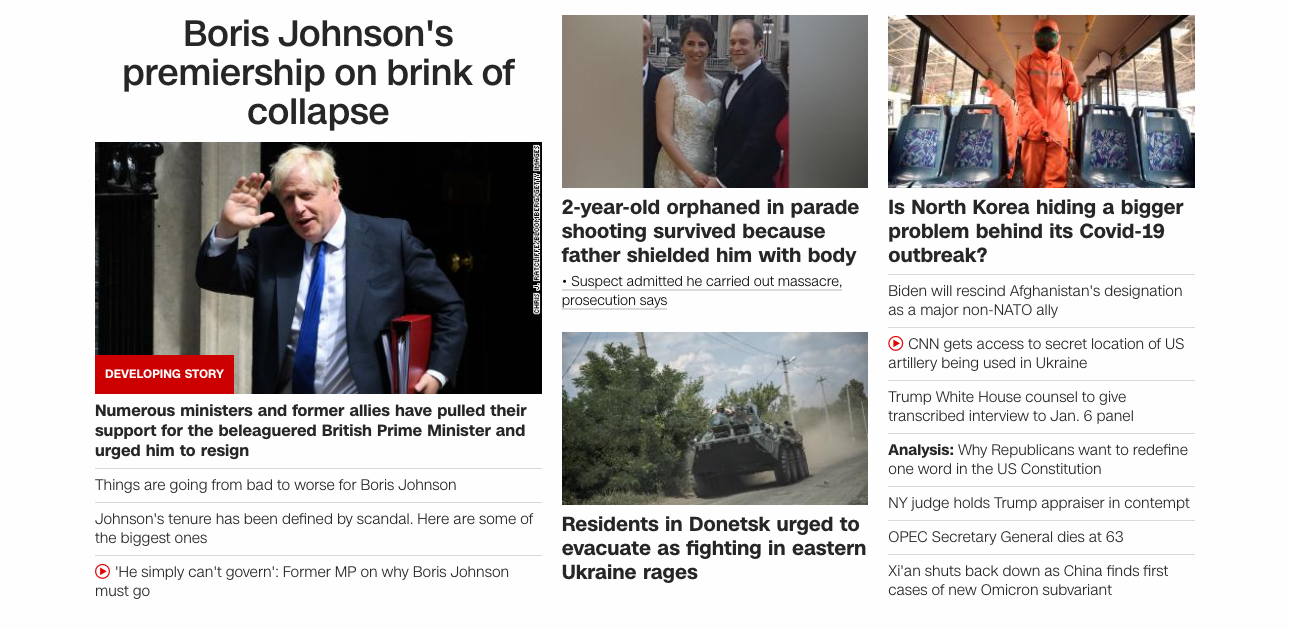 Boris Johnson's
premiership on brink of
collapse
CHRIS J. RATCLIFFE/BLOOMBERG/GETTY IMAGES
DEVELOPING STORY
Numerous ministers and former allies have pulled their
support for the beleaguered British Prime Minister and
urged him to resign
Things are going from bad to worse for Boris Johnson
Johnson's tenure has been defined by scandal. Here are some of
the biggest ones
'He simply can't govern': Former MP on why Boris Johnson
must go
2-year-old orphaned in parade
shooting survived because
father shielded him with body
• Suspect admitted he carried out massacre,
prosecution says
Residents in Donetsk urged to
evacuate as fighting in eastern
Ukraine rages
Is North Korea hiding a bigger
problem behind its Covid-19
outbreak?
Biden will rescind Afghanistan's designation
as a major non-NATO ally
CNN gets access to secret location of US
artillery being used in Ukraine
Trump White House counsel to give
transcribed interview to Jan. 6 panel
Analysis: Why Republicans want to redefine
one word in the US Constitution
NY judge holds Trump appraiser in contempt
OPEC Secretary General dies at 63
Xi'an shuts back down as China finds first
cases of new Omicron subvariant